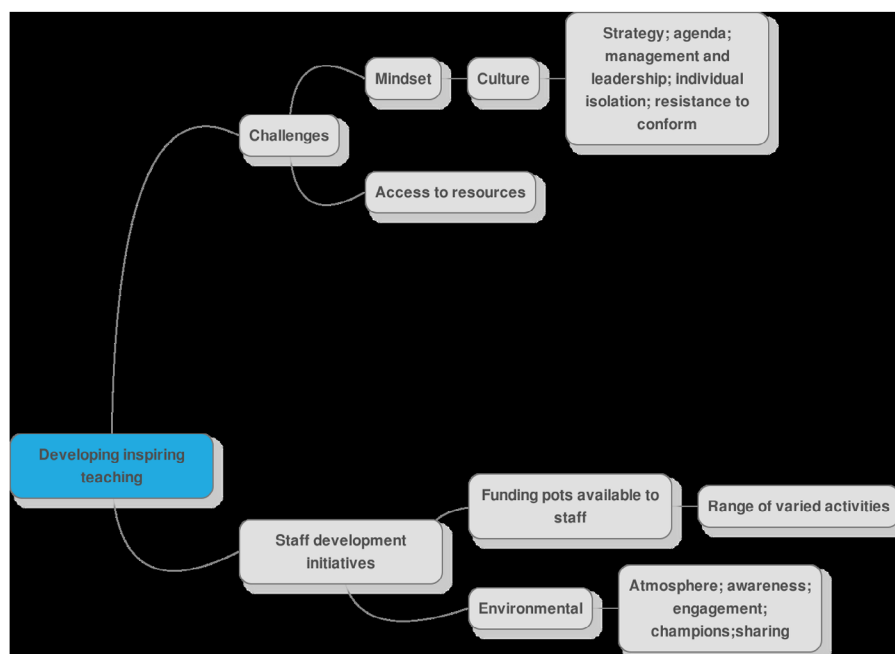 Strategy; agenda;
management and
leadership; individual
isolation; resistance to
conform
Mindset
Culture
Challenges
Access to resources
Developing inspiring
teaching
Funding pots available to
staff
Range of varied activities
Staff development
initiatives
Environmental
Atmosphere; awareness;
engagement;
champions;sharing